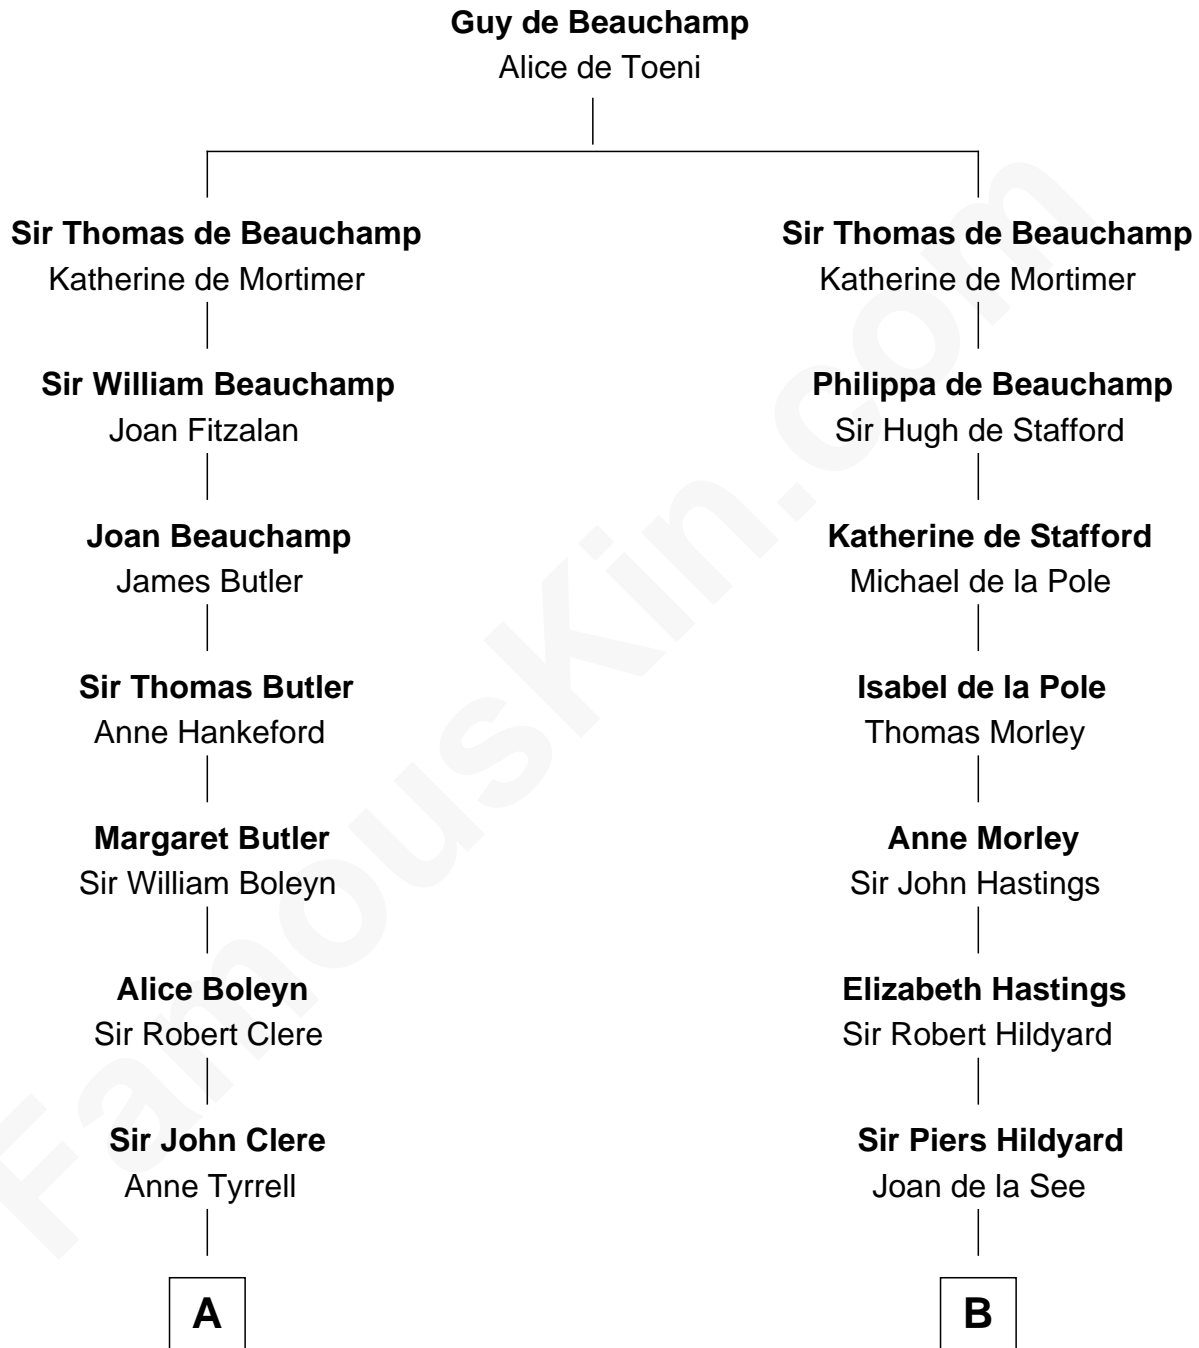 Guy de Beauchamp
Alice de Toeni
Sir Thomas de Beauchamp
Katherine de Mortimer
Sir William Beauchamp
Joan Fitzalan
Joan Beauchamp
James Butler
Sir Thomas Butler
Anne Hankeford
Margaret Butler
Sir William Boleyn
Alice Boleyn
Sir Robert Clere
Sir John Clere
Anne Tyrrell
A
Sir Thomas de Beauchamp
Katherine de Mortimer
Philippa de Beauchamp
Sir Hugh de Stafford
Katherine de Stafford
Michael de la Pole
Isabel de la Pole
Thomas Morley
Anne Morley
Sir John Hastings
Elizabeth Hastings
Sir Robert Hildyard
Sir Piers Hildyard
Joan de la See
B
FamousKin.com